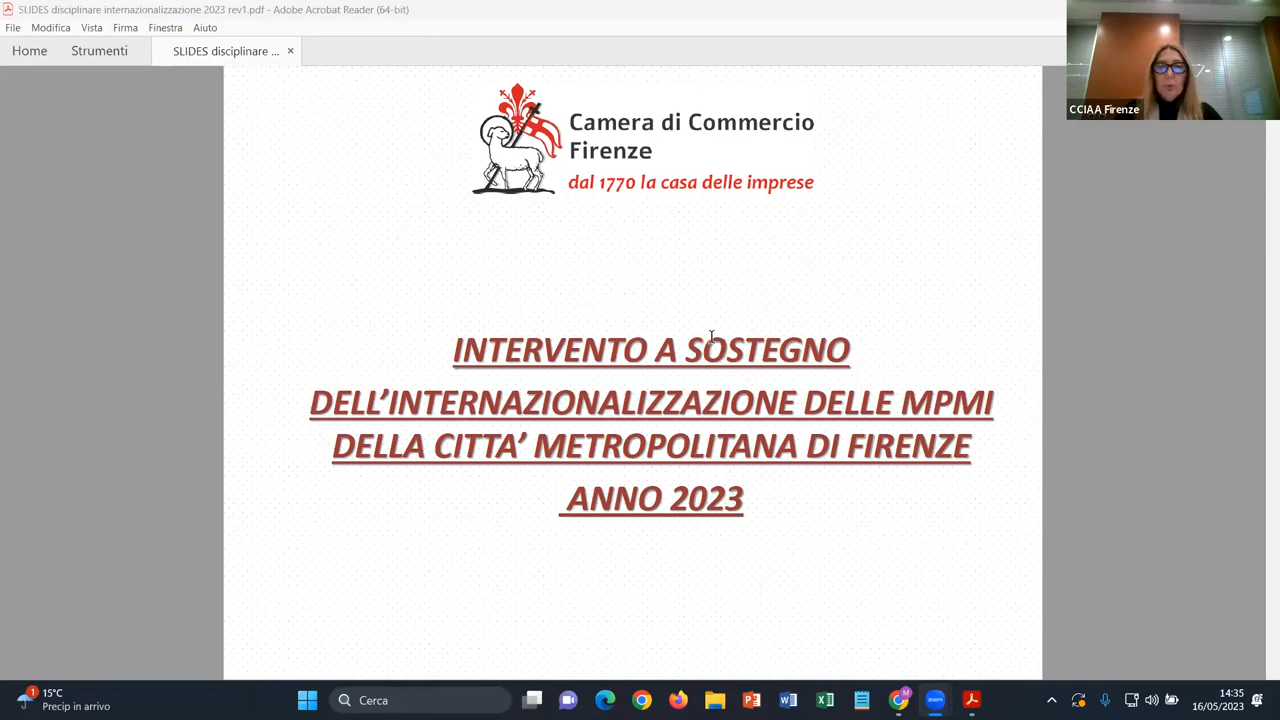 SLIDES disciplinare internazionalizzazione 2023 rev1.pdf - Adobe Acrobat Reader (64-bit)
File Modifica Vista Firma Finestra Aiuto
Home Strumenti SLIDES disciplinare ... ×
CCIAA Firenze
Camera di Commercio
Firenze
dal 1770 la casa delle imprese
INTERVENTO A SOSTEGNO
DELL’INTERNAZIONALIZZAZIONE DELLE MPMI
DELLA CITTA’ METROPOLITANA DI FIRENZE
ANNO 2023
1
15°C
Precip in arrivo
Cerca
zoom
14:35
16/05/2023